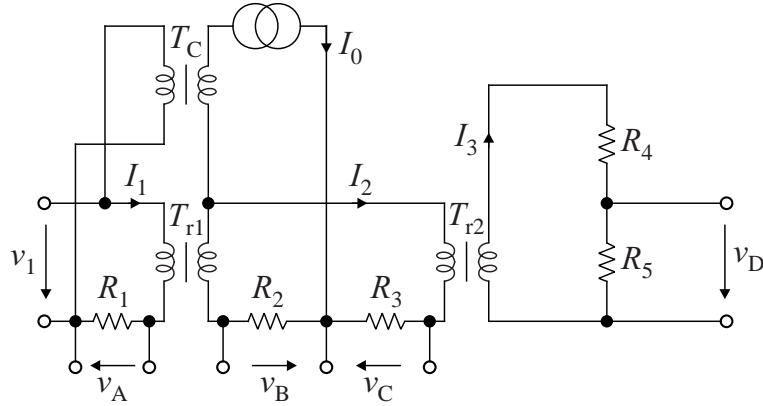 T_C
I_0
I_3
R_4
I_1
I_2
T_r1
T_r2
v_1
R_1
R_2
R_3
R_5
v_D
v_A
v_B
v_C